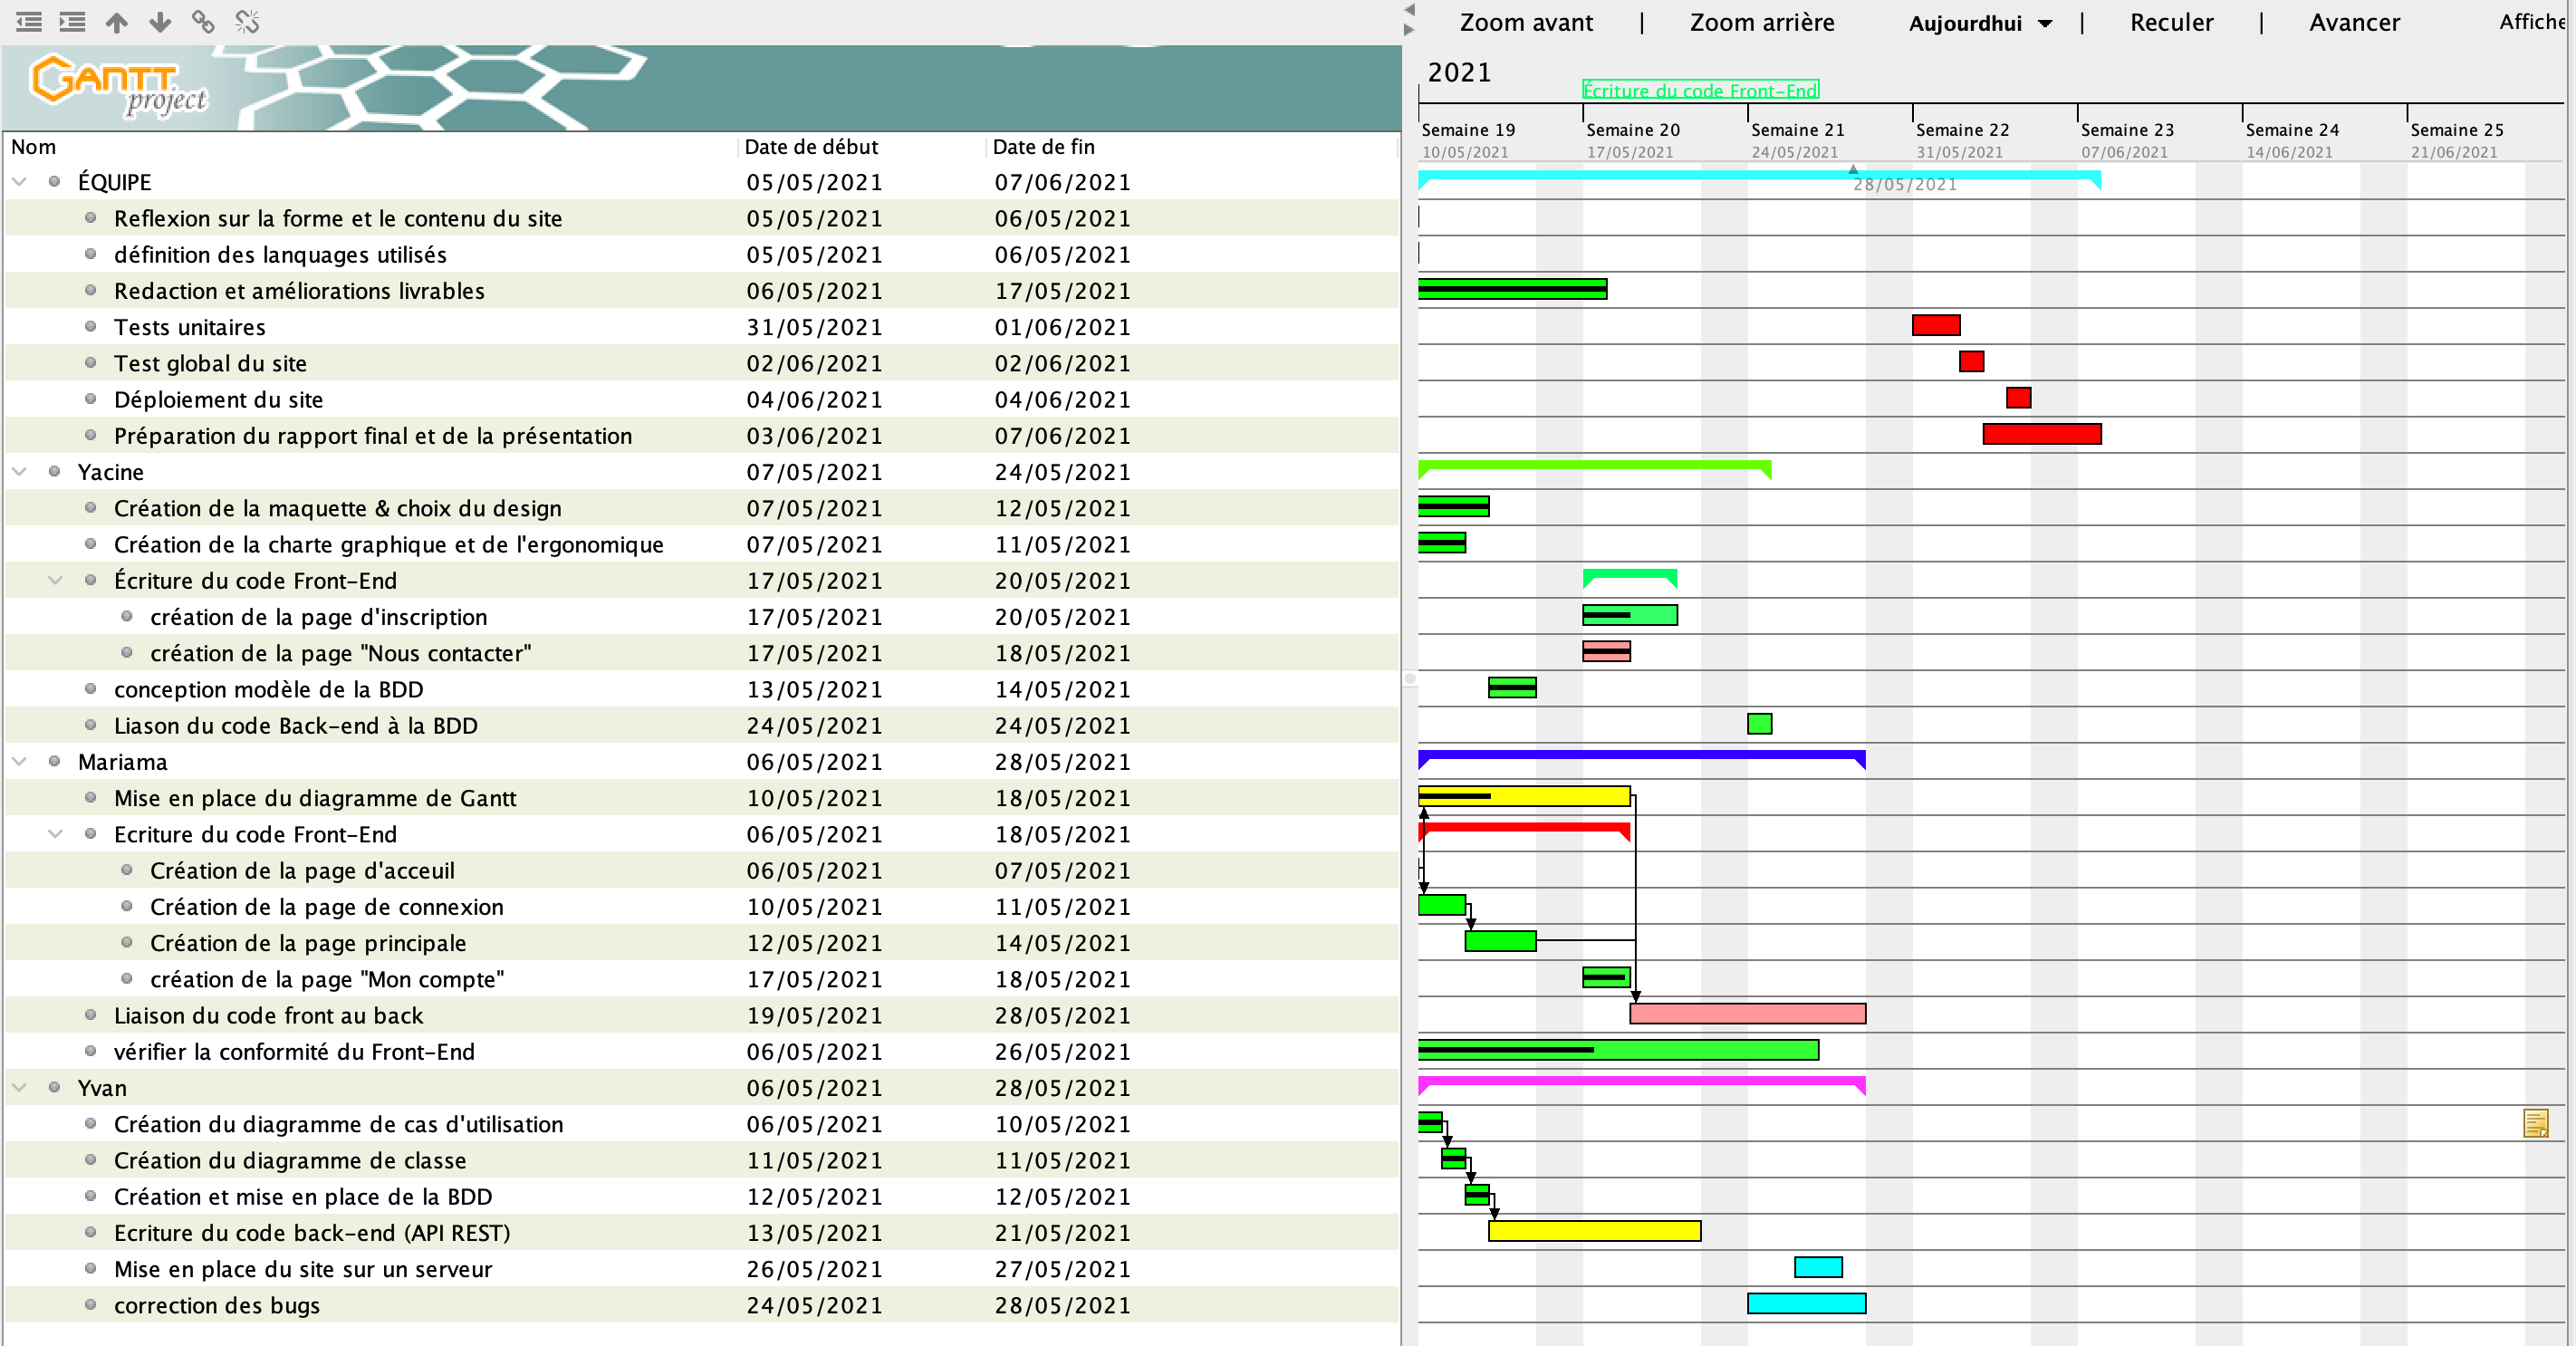 Zoom avant | Zoom arrière Aujourdhui | Reculer | Avancer Affiche
GANTT
project
2021
Écriture du code Front-End
Semaine 19 Semaine 20 Semaine 21 Semaine 22 Semaine 23 Semaine 24 Semaine 25
10/05/2021 17/05/2021 24/05/2021 31/05/2021 07/06/2021 14/06/2021 21/06/2021
28/05/2021
Nom Date de début Date de fin
ÉQUIPE 05/05/2021 07/06/2021
Reflexion sur la forme et le contenu du site 05/05/2021 06/05/2021
définition des lanquages utilisés 05/05/2021 06/05/2021
Redaction et améliorations livrables 06/05/2021 17/05/2021
Tests unitaires 31/05/2021 01/06/2021
Test global du site 02/06/2021 02/06/2021
Déploiement du site 04/06/2021 04/06/2021
Préparation du rapport final et de la présentation 03/06/2021 07/06/2021
Yacine 07/05/2021 24/05/2021
Création de la maquette & choix du design 07/05/2021 12/05/2021
Création de la charte graphique et de l'ergonomique 07/05/2021 11/05/2021
Écriture du code Front-End 17/05/2021 20/05/2021
création de la page d'inscription 17/05/2021 20/05/2021
création de la page "Nous contacter" 17/05/2021 18/05/2021
conception modèle de la BDD 13/05/2021 14/05/2021
Liason du code Back-end à la BDD 24/05/2021 24/05/2021
Mariama 06/05/2021 28/05/2021
Mise en place du diagramme de Gantt 10/05/2021 18/05/2021
Ecriture du code Front-End 06/05/2021 18/05/2021
Création de la page d'acceuil 06/05/2021 07/05/2021
Création de la page de connexion 10/05/2021 11/05/2021
Création de la page principale 12/05/2021 14/05/2021
création de la page "Mon compte" 17/05/2021 18/05/2021
Liaison du code front au back 19/05/2021 28/05/2021
vérifier la conformité du Front-End 06/05/2021 26/05/2021
Yvan 06/05/2021 28/05/2021
Création du diagramme de cas d'utilisation 06/05/2021 10/05/2021
Création du diagramme de classe 11/05/2021 11/05/2021
Création et mise en place de la BDD 12/05/2021 12/05/2021
Ecriture du code back-end (API REST) 13/05/2021 21/05/2021
Mise en place du site sur un serveur 26/05/2021 27/05/2021
correction des bugs 24/05/2021 28/05/2021